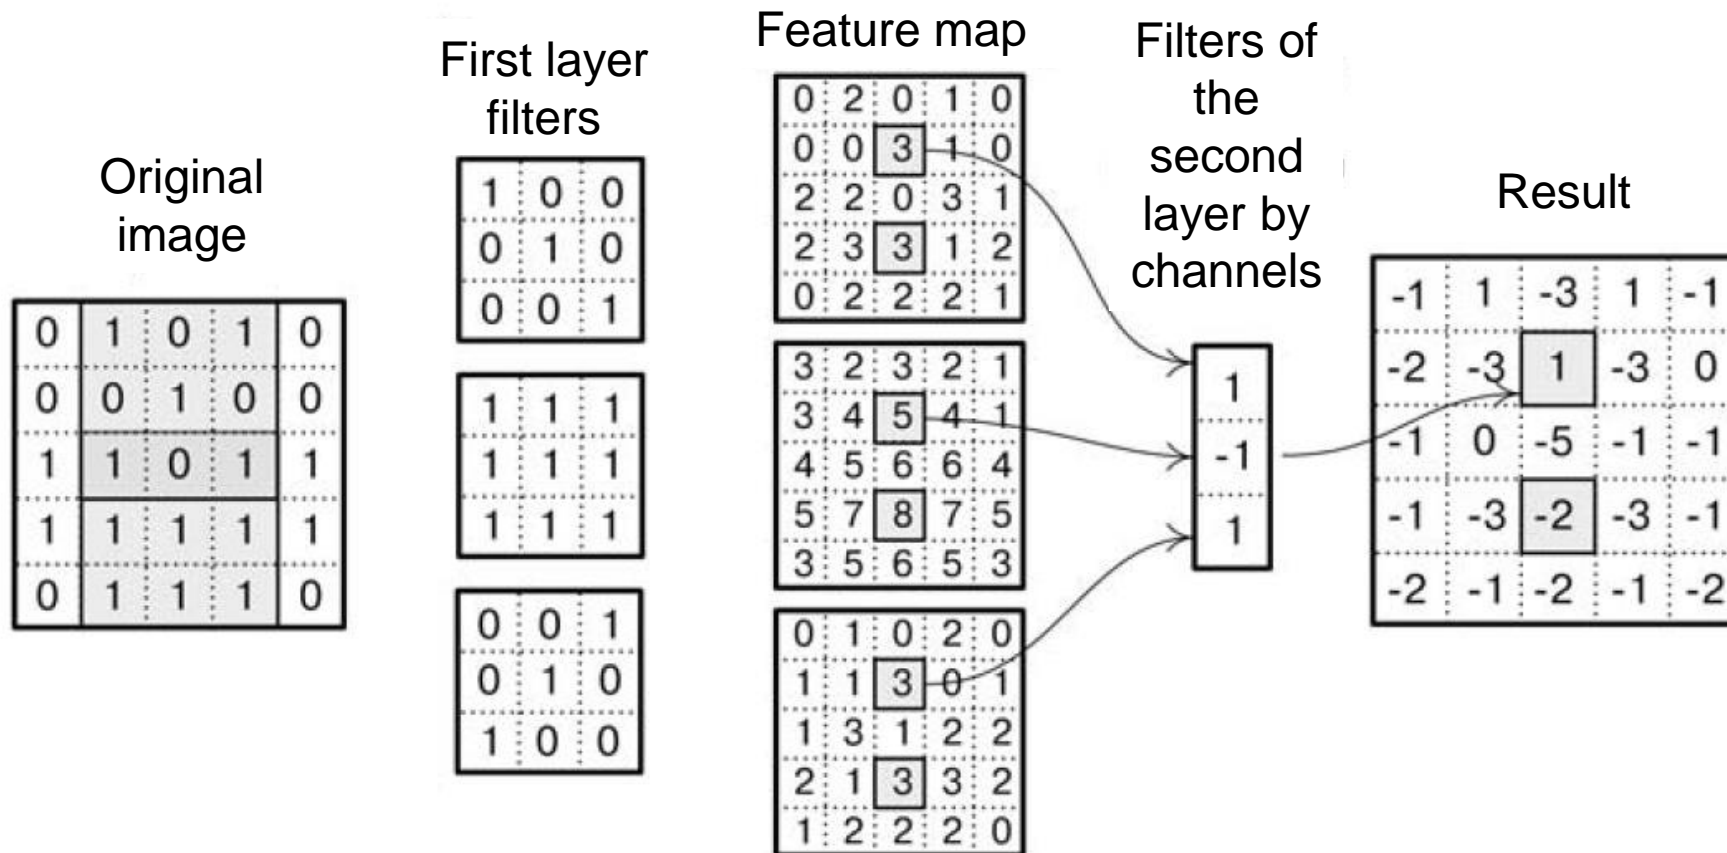 Original
image
0 1 0 1 0
0 0 1 0 0
1 1 0 1 1
1 1 1 1 1
0 1 1 1 0
First layer
filters
1 0 0
0 1 0
0 0 1
1 1 1
1 1 1
1 1 1
0 0 1
0 1 0
1 0 0
Feature map
0 2 0 1 0
0 0 3 1 0
2 2 0 3 1
2 3 3 1 2
0 2 2 2 1
3 2 3 2 1
3 4 5 4 1
4 5 6 6 4
5 7 8 7 5
3 5 6 5 3
0 1 0 2 0
1 1 3 0 1
1 3 1 2 2
2 1 3 3 2
1 2 2 2 0
Filters of
the
second
layer by
channels
1
-1
1
Result
-1 1 -3 1 -1
-2 -3 1 -3 0
-1 0 -5 -1 -1
-1 -3 -2 -3 -1
-2 -1 -2 -1 -2